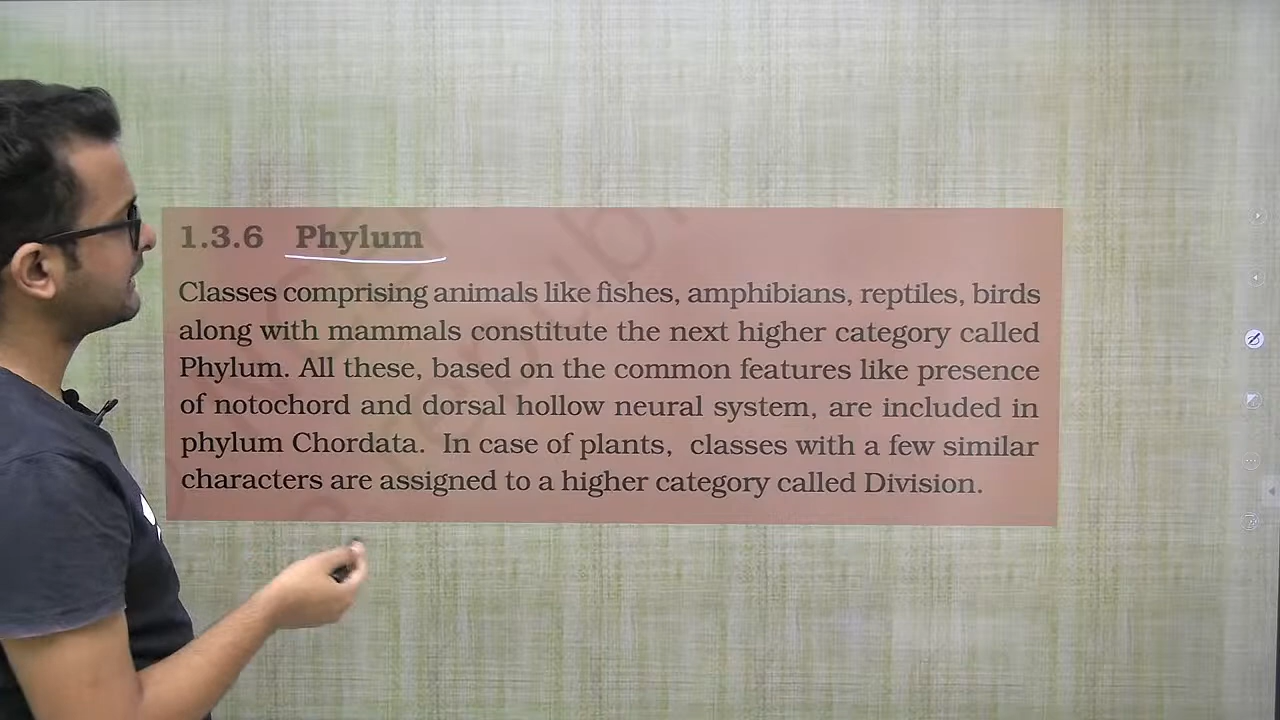 1.3.6 Phylum
Classes comprising animals like fishes, amphibians, reptiles, birds
along with mammals constitute the next higher category called
Phylum. All these, based on the common features like presence
of notochord and dorsal hollow neural system, are included in
phylum Chordata. In case of plants, classes with a few similar
characters are assigned to a higher category called Division.